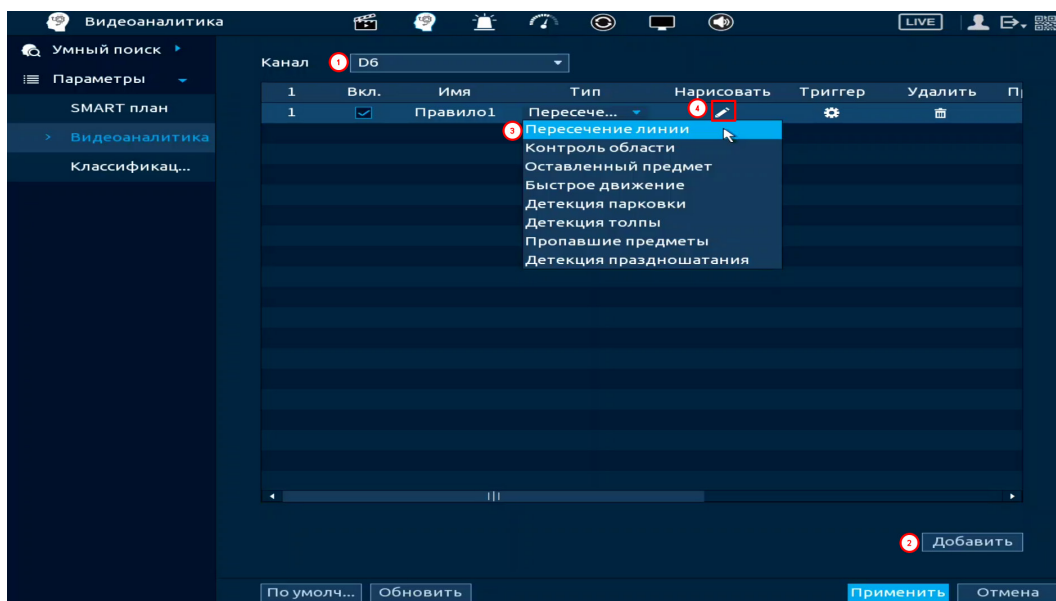 Видеоаналитика
LIVE
Умный поиск
Параметры
SMART план
Видеоаналитика
Классификац...
Канал 1 D6
1 Вкл. Имя Тип Нарисовать Триггер Удалить
1 Правило1 Пересече... 4
3 Пересечение линии
Контроль области
Оставленный предмет
Быстрое движение
Детекция парковки
Детекция толпы
Пропавшие предметы
Детекция праздношатания
2 Добавить
По умолч... Обновить Применить Отмена